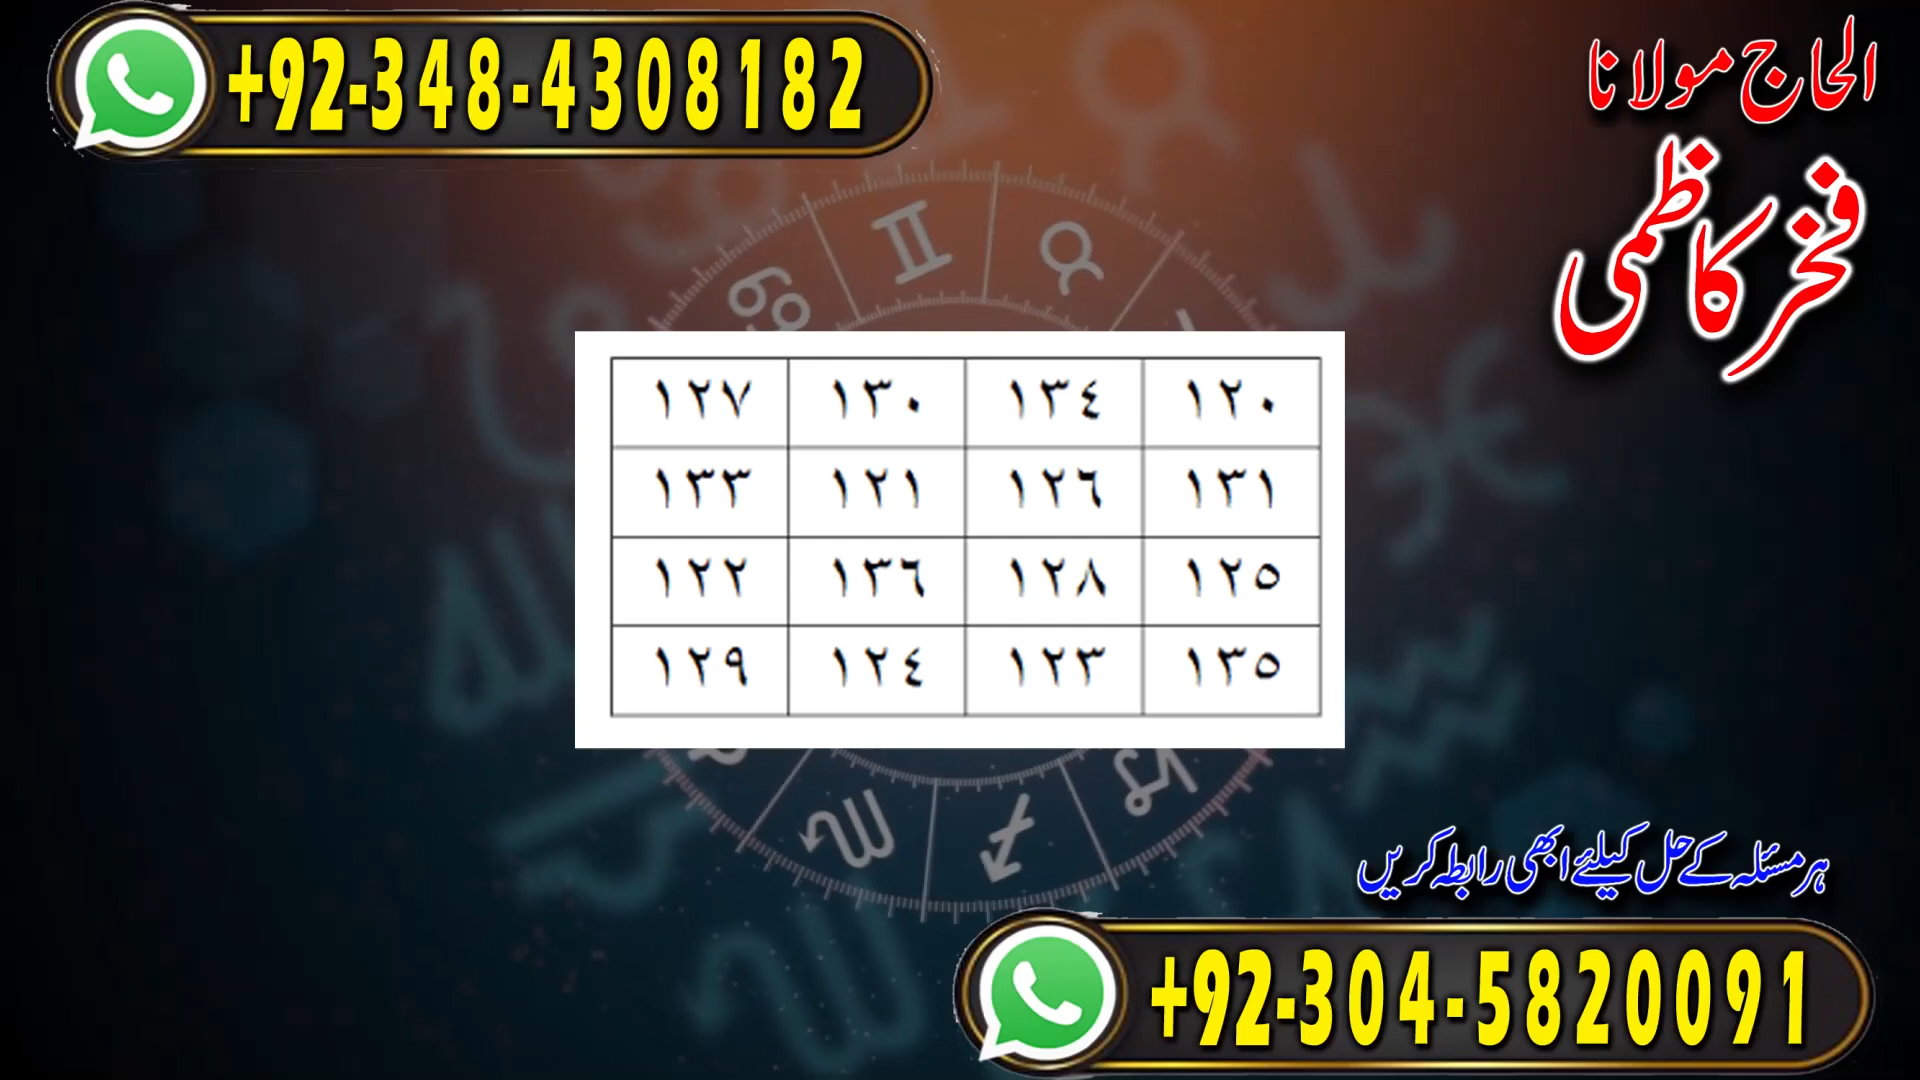 +92-348-4308182
الحاج مولانا
فخر کاظمی
١٢٧ ١٣٠ ١٣٤ ١٢٠
١٣٣ ١٢١ ١٢٦ ١٣١
١٢٢ ١٣٦ ١٢٨ ١٢٥
١٢٩ ١٢٤ ١٢٣ ١٣٥
ہر مسئلہ کے حل کیلئے ابھی رابطہ کریں
+92-304-5820091